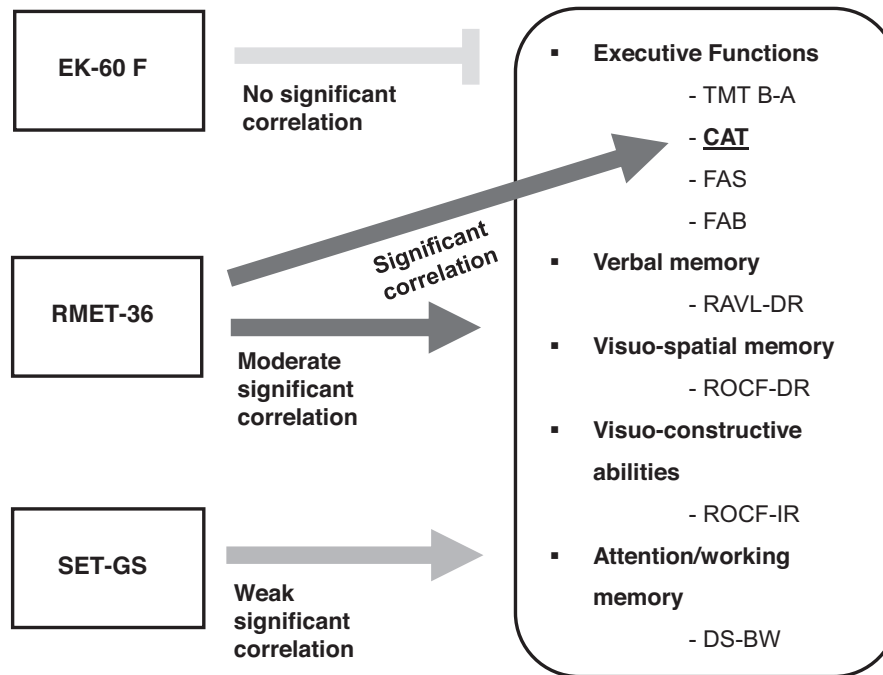 EK-60 F
No significant
correlation
RMET-36
Significant
correlation
Moderate
significant
correlation
SET-GS
Weak
significant
correlation
▪ Executive Functions
- TMT B-A
- CAT
- FAS
- FAB
▪ Verbal memory
- RAVL-DR
▪ Visuo-spatial memory
- ROCF-DR
▪ Visuo-constructive
abilities
- ROCF-IR
▪ Attention/working
memory
- DS-BW